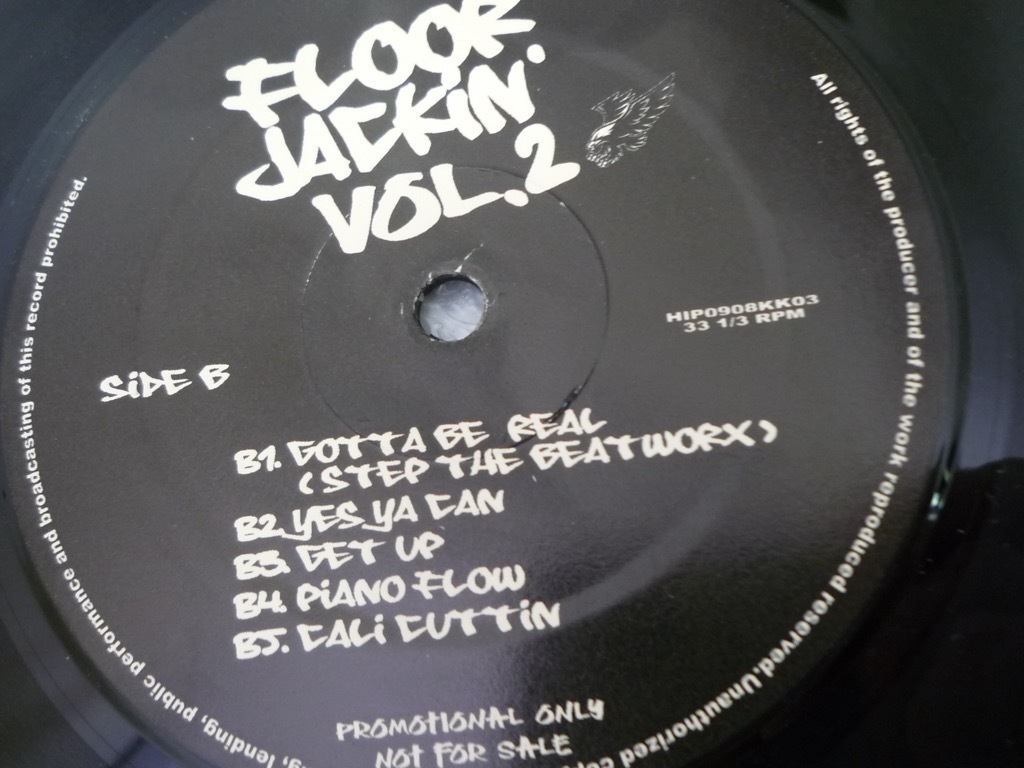 FLOOR
JACKiN'
VOL.2
HIP0908KK03
33 1/3 RPM
SiDE B
B1. GOTTA BE REAL
(STEP THE BEATWORX)
B2. YES YA CAN
B3. GET UP
B4. PiANO FLOW
B5. CALi CUTTiN
PROMOTiONAL ONLY
NOT FOR SALE
All rights of the producer and of the work reproduced reserved. Unauthorized
lending, public performance and broadcasting of this record prohibited.